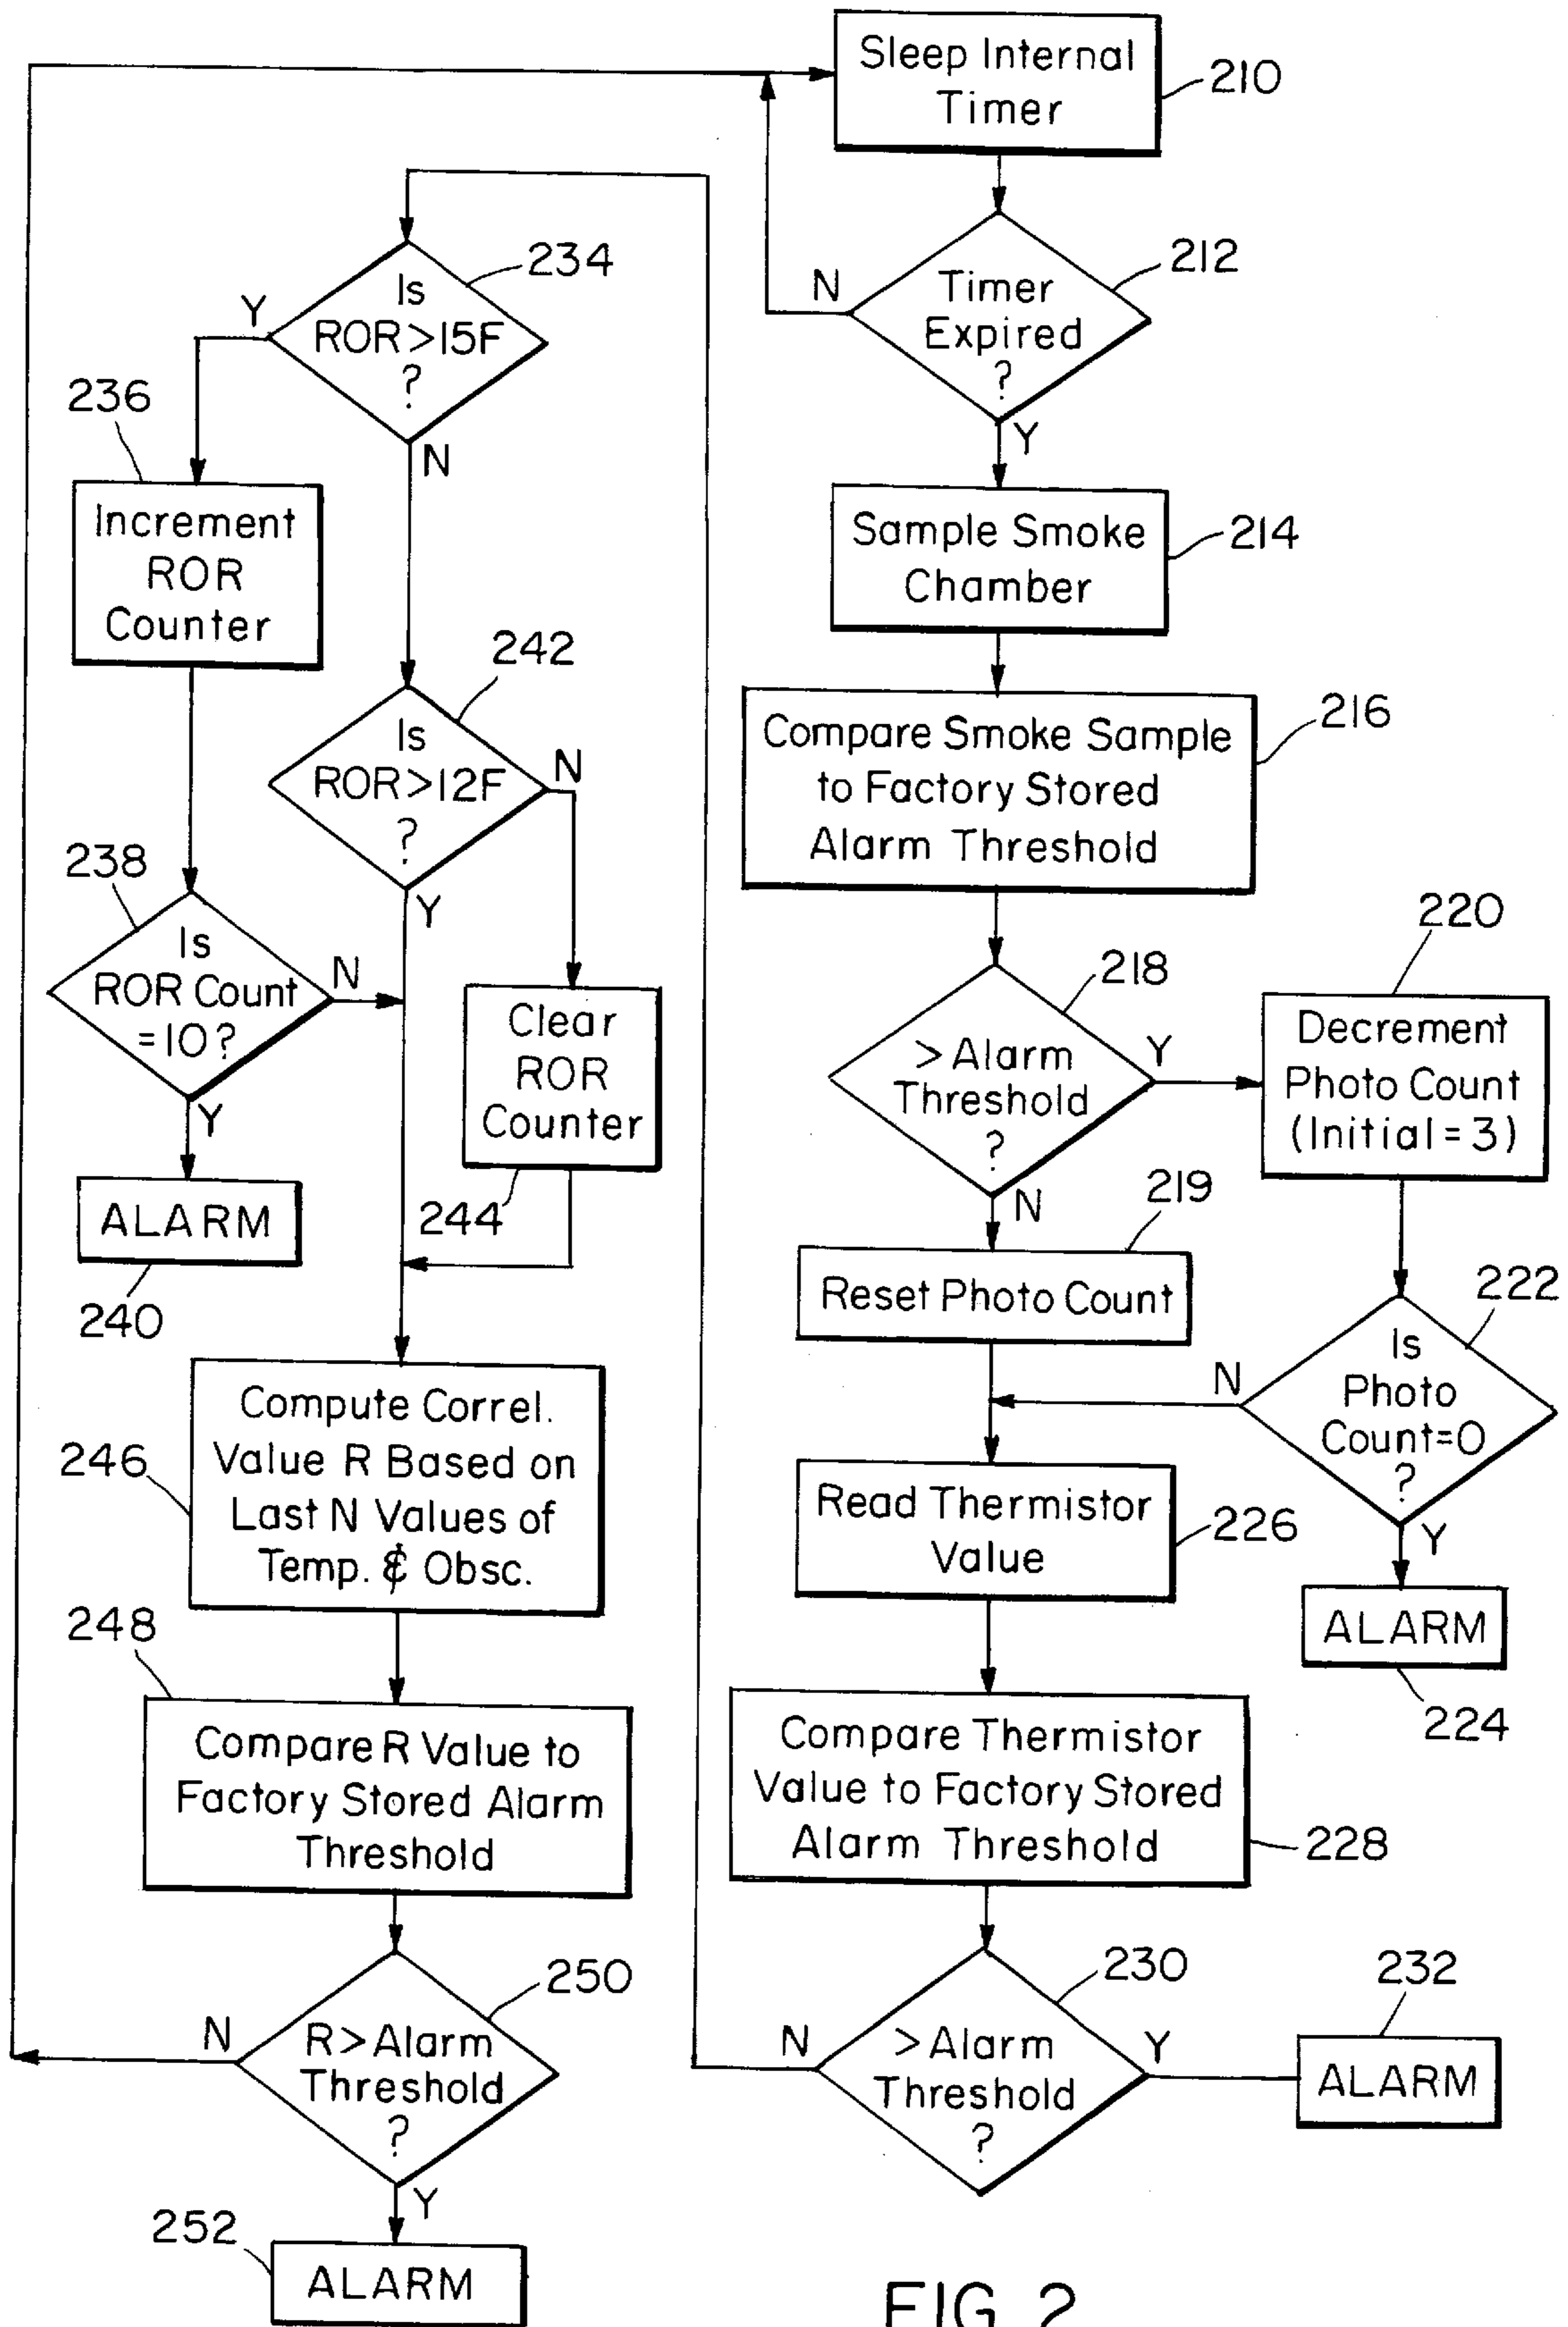 Sleep Internal
Timer
210
Timer
Expired
?
212
N
Y
Sample Smoke
Chamber
214
Compare Smoke Sample
to Factory Stored
Alarm Threshold
216
>Alarm
Threshold
?
218
Y
N
Decrement
Photo Count
(Initial=3)
220
Reset Photo Count
219
Is
Photo
Count=0
?
222
N
Y
ALARM
224
Read Thermistor
Value
226
Compare Thermistor
Value to Factory Stored
Alarm Threshold
228
>Alarm
Threshold
?
230
N
Y
ALARM
232
Is
ROR>15F
?
234
Y
N
236
Increment
ROR
Counter
238
Is
ROR Count
=10?
N
Y
ALARM
240
Is
ROR>12F
?
242
N
Y
Clear
ROR
Counter
244
Compute Correl.
Value R Based on
Last N Values of
Temp. & Obsc.
246
248
Compare R Value to
Factory Stored Alarm
Threshold
R>Alarm
Threshold
?
250
N
Y
252
ALARM
FIG. 2